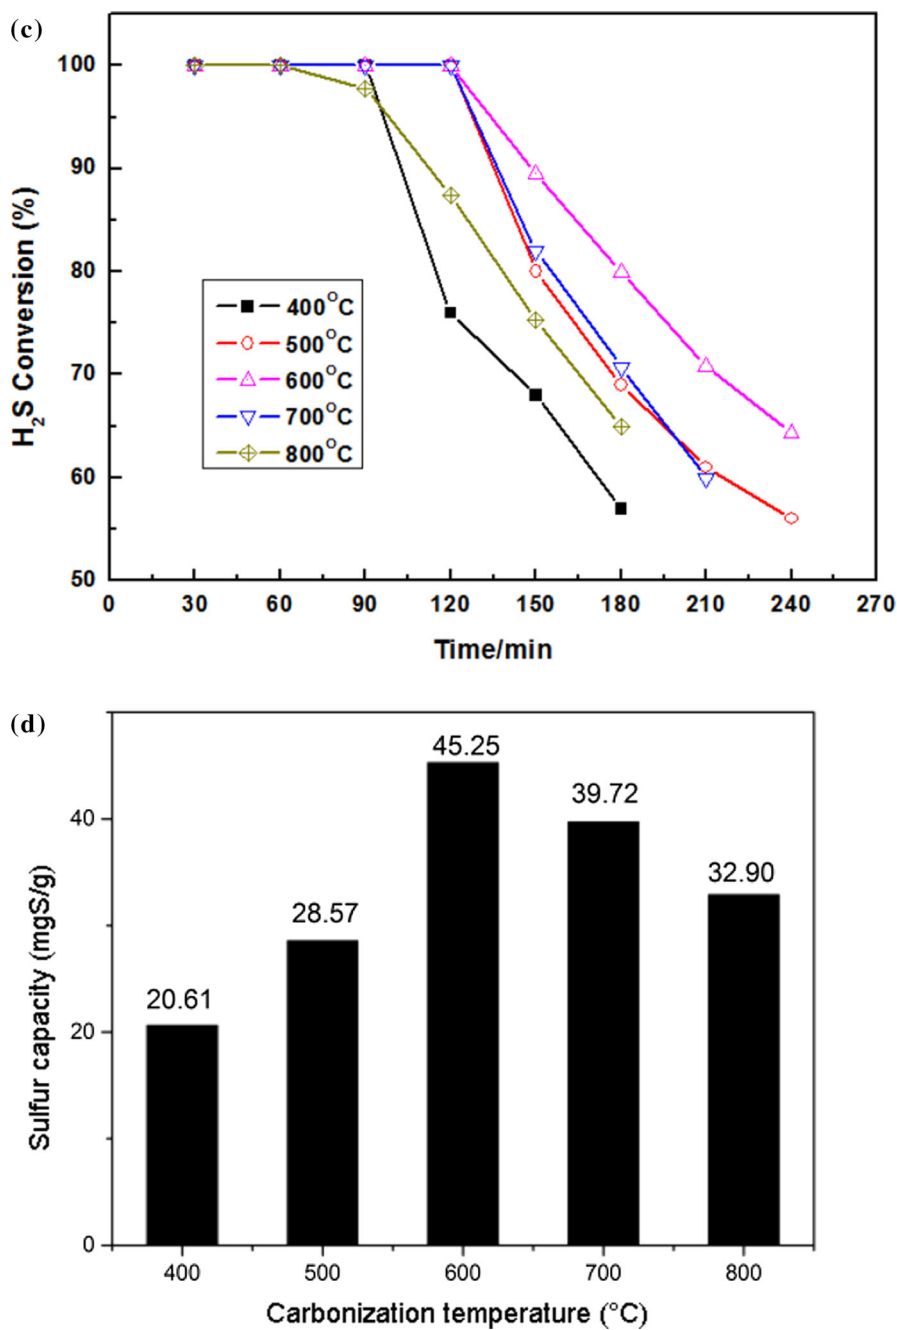 (c)
H₂S Conversion (%)
100
90
80
70
60
50
400°C
500°C
600°C
700°C
800°C
0 30 60 90 120 150 180 210 240 270
Time/min
(d)
Sulfur capacity (mgS/g)
40
20
0
20.61
28.57
45.25
39.72
32.90
400 500 600 700 800
Carbonization temperature (°C)